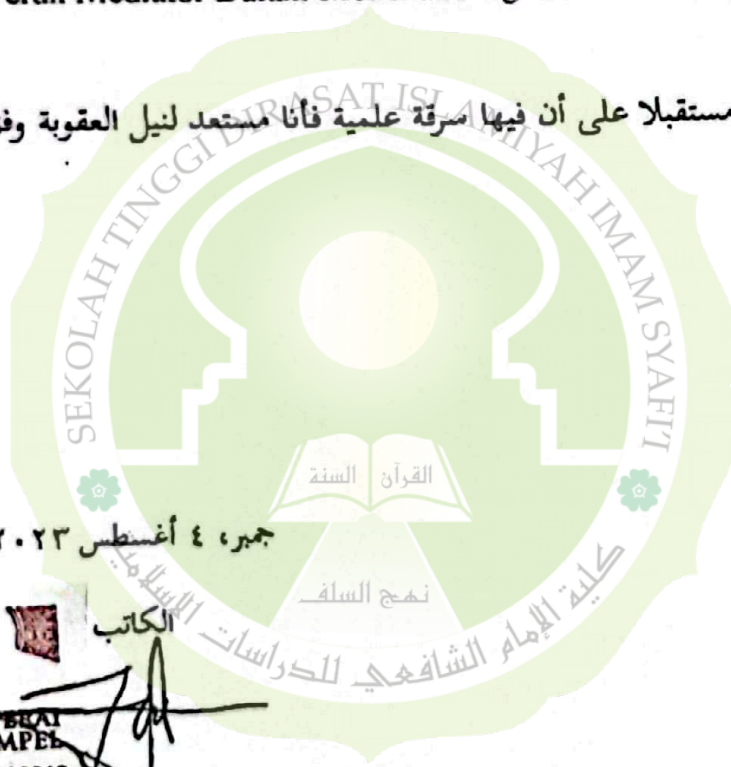 مستقبلا على أن فيها سرقة علمية فأنا مستعد لنيل العقوبة
SEKOLAH TINGGI DIRASAT ISLAMIYAH IMAM SYAFI'I
القرآن
السنة
نهج السلف
كلية الإمام الشافعي للدراسات الإسلامية
جمبر، ٤ أغسطس ٢٠٢٣
الكاتب
MPEL